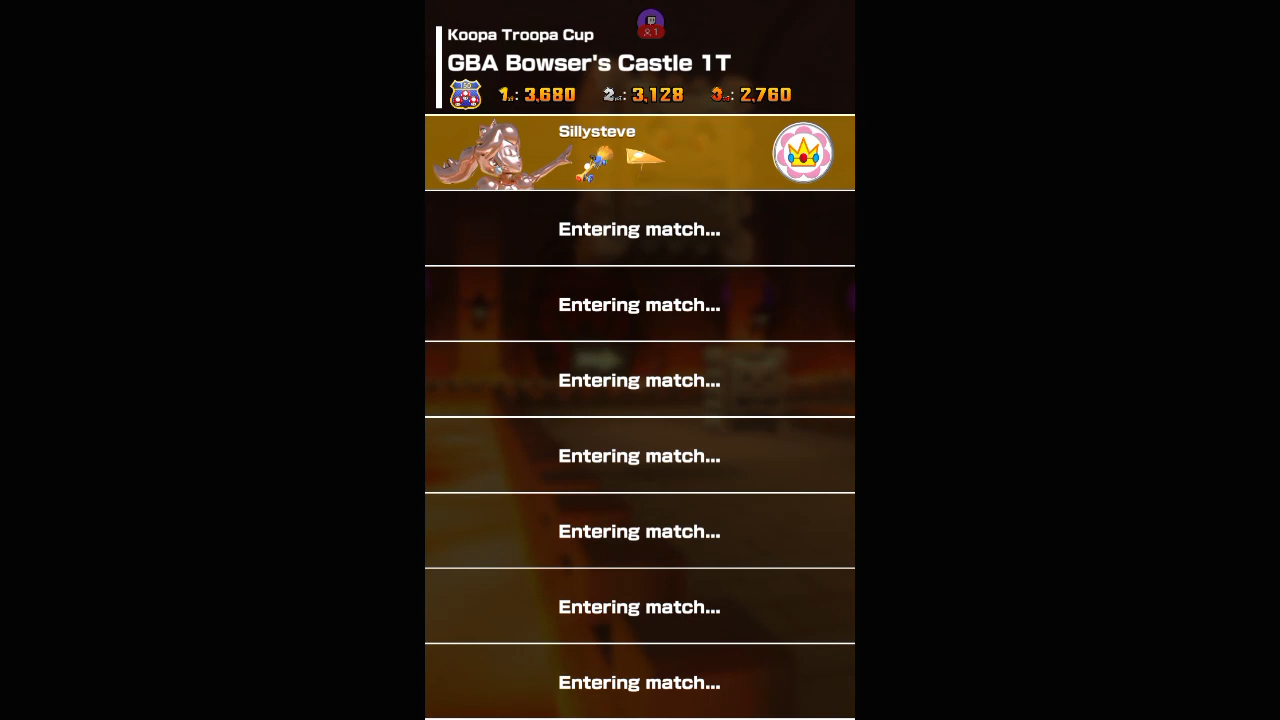 Koopa Troopa Cup
GBA Bowser's Castle 1T
150 1st: 3,680 2nd: 3,128 3rd: 2,760
Sillysteve
Entering match...
Entering match...
Entering match...
Entering match...
Entering match...
Entering match...
Entering match...